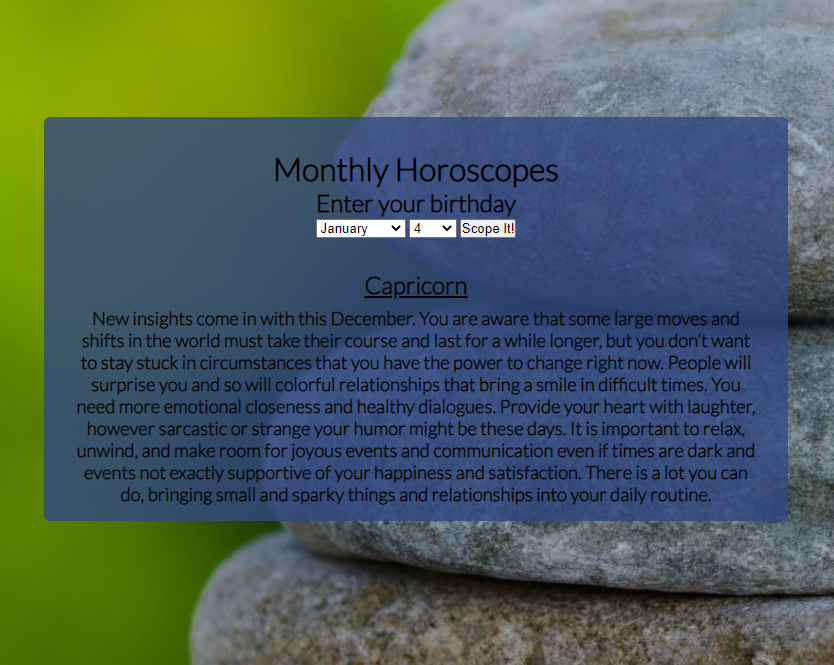 Monthly Horoscopes
Enter your birthday
January 4 Scope It!
Capricorn
New insights come in with this December. You are aware that some large moves and
shifts in the world must take their course and last for a while longer, but you don’t want
to stay stuck in circumstances that you have the power to change right now. People will
surprise you and so will colorful relationships that bring a smile in difficult times. You
need more emotional closeness and healthy dialogues. Provide your heart with laughter,
however sarcastic or strange your humor might be these days. It is important to relax,
unwind, and make room for joyous events and communication even if times are dark and
events not exactly supportive of your happiness and satisfaction. There is a lot you can
do, bringing small and sparky things and relationships into your daily routine.